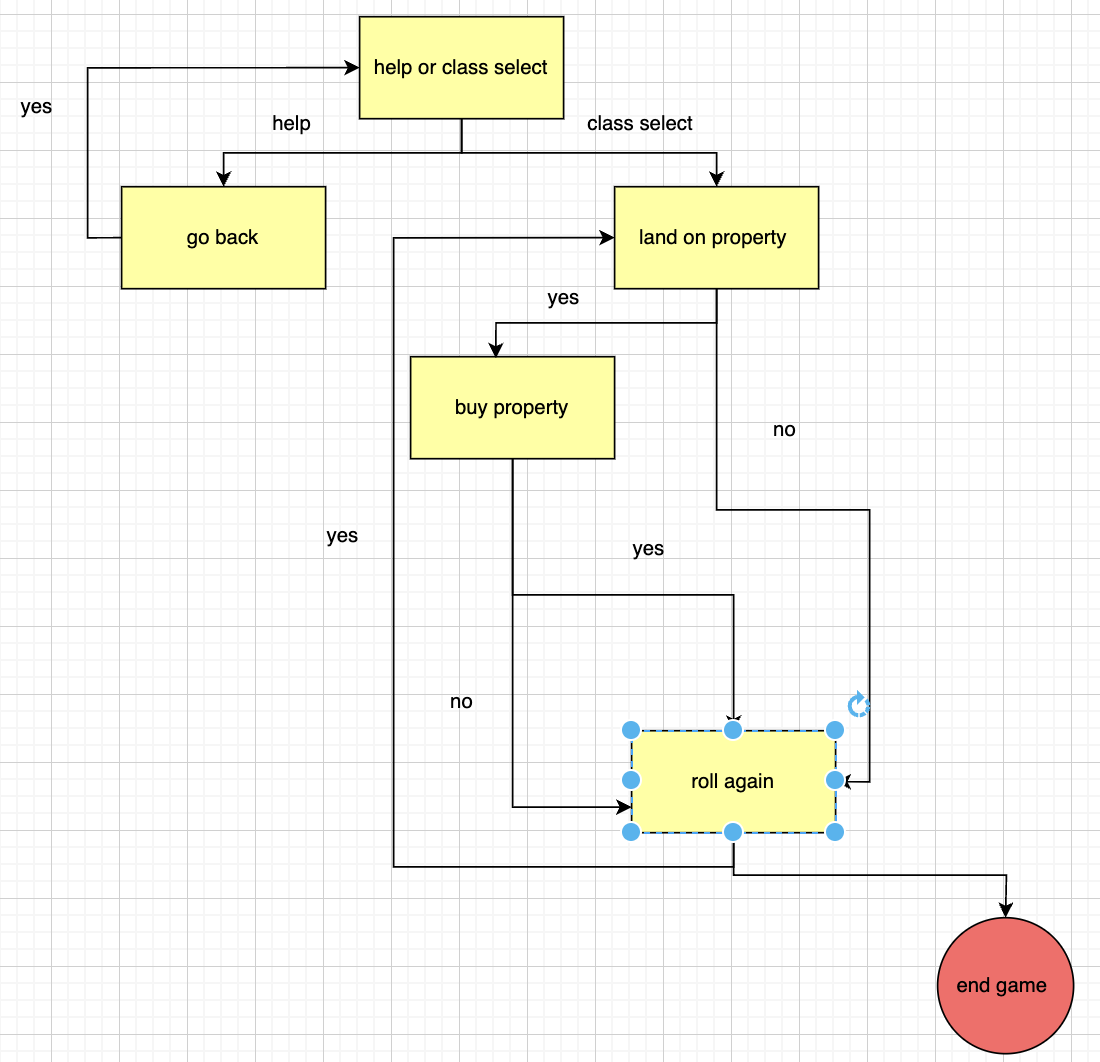 help or class select
yes
help
class select
go back
land on property
yes
buy property
no
yes
yes
no
roll again
end game